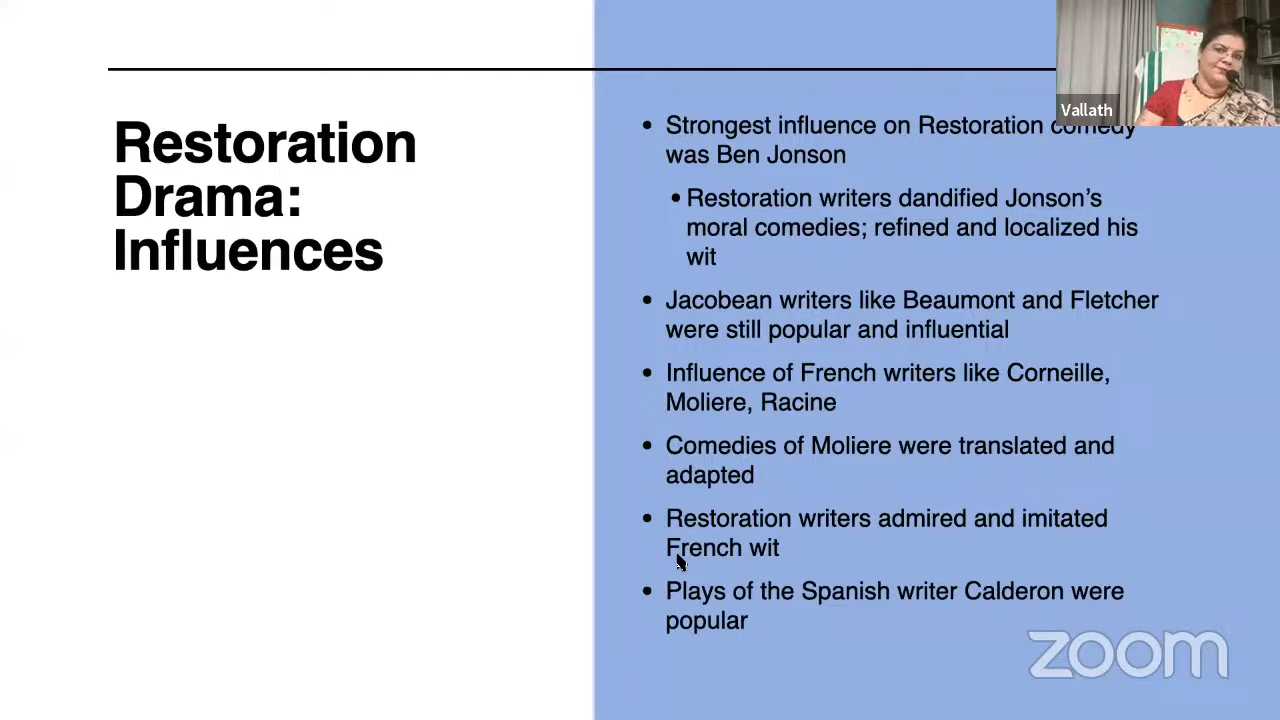 Restoration
Drama:
Influences
• Strongest influence on Restoration comedy
was Ben Jonson
• Restoration writers dandified Jonson's
moral comedies; refined and localized his
wit
• Jacobean writers like Beaumont and Fletcher
were still popular and influential
• Influence of French writers like Corneille,
Moliere, Racine
• Comedies of Moliere were translated and
adapted
• Restoration writers admired and imitated
French wit
• Plays of the Spanish writer Calderon were
popular
Vallath
zoom